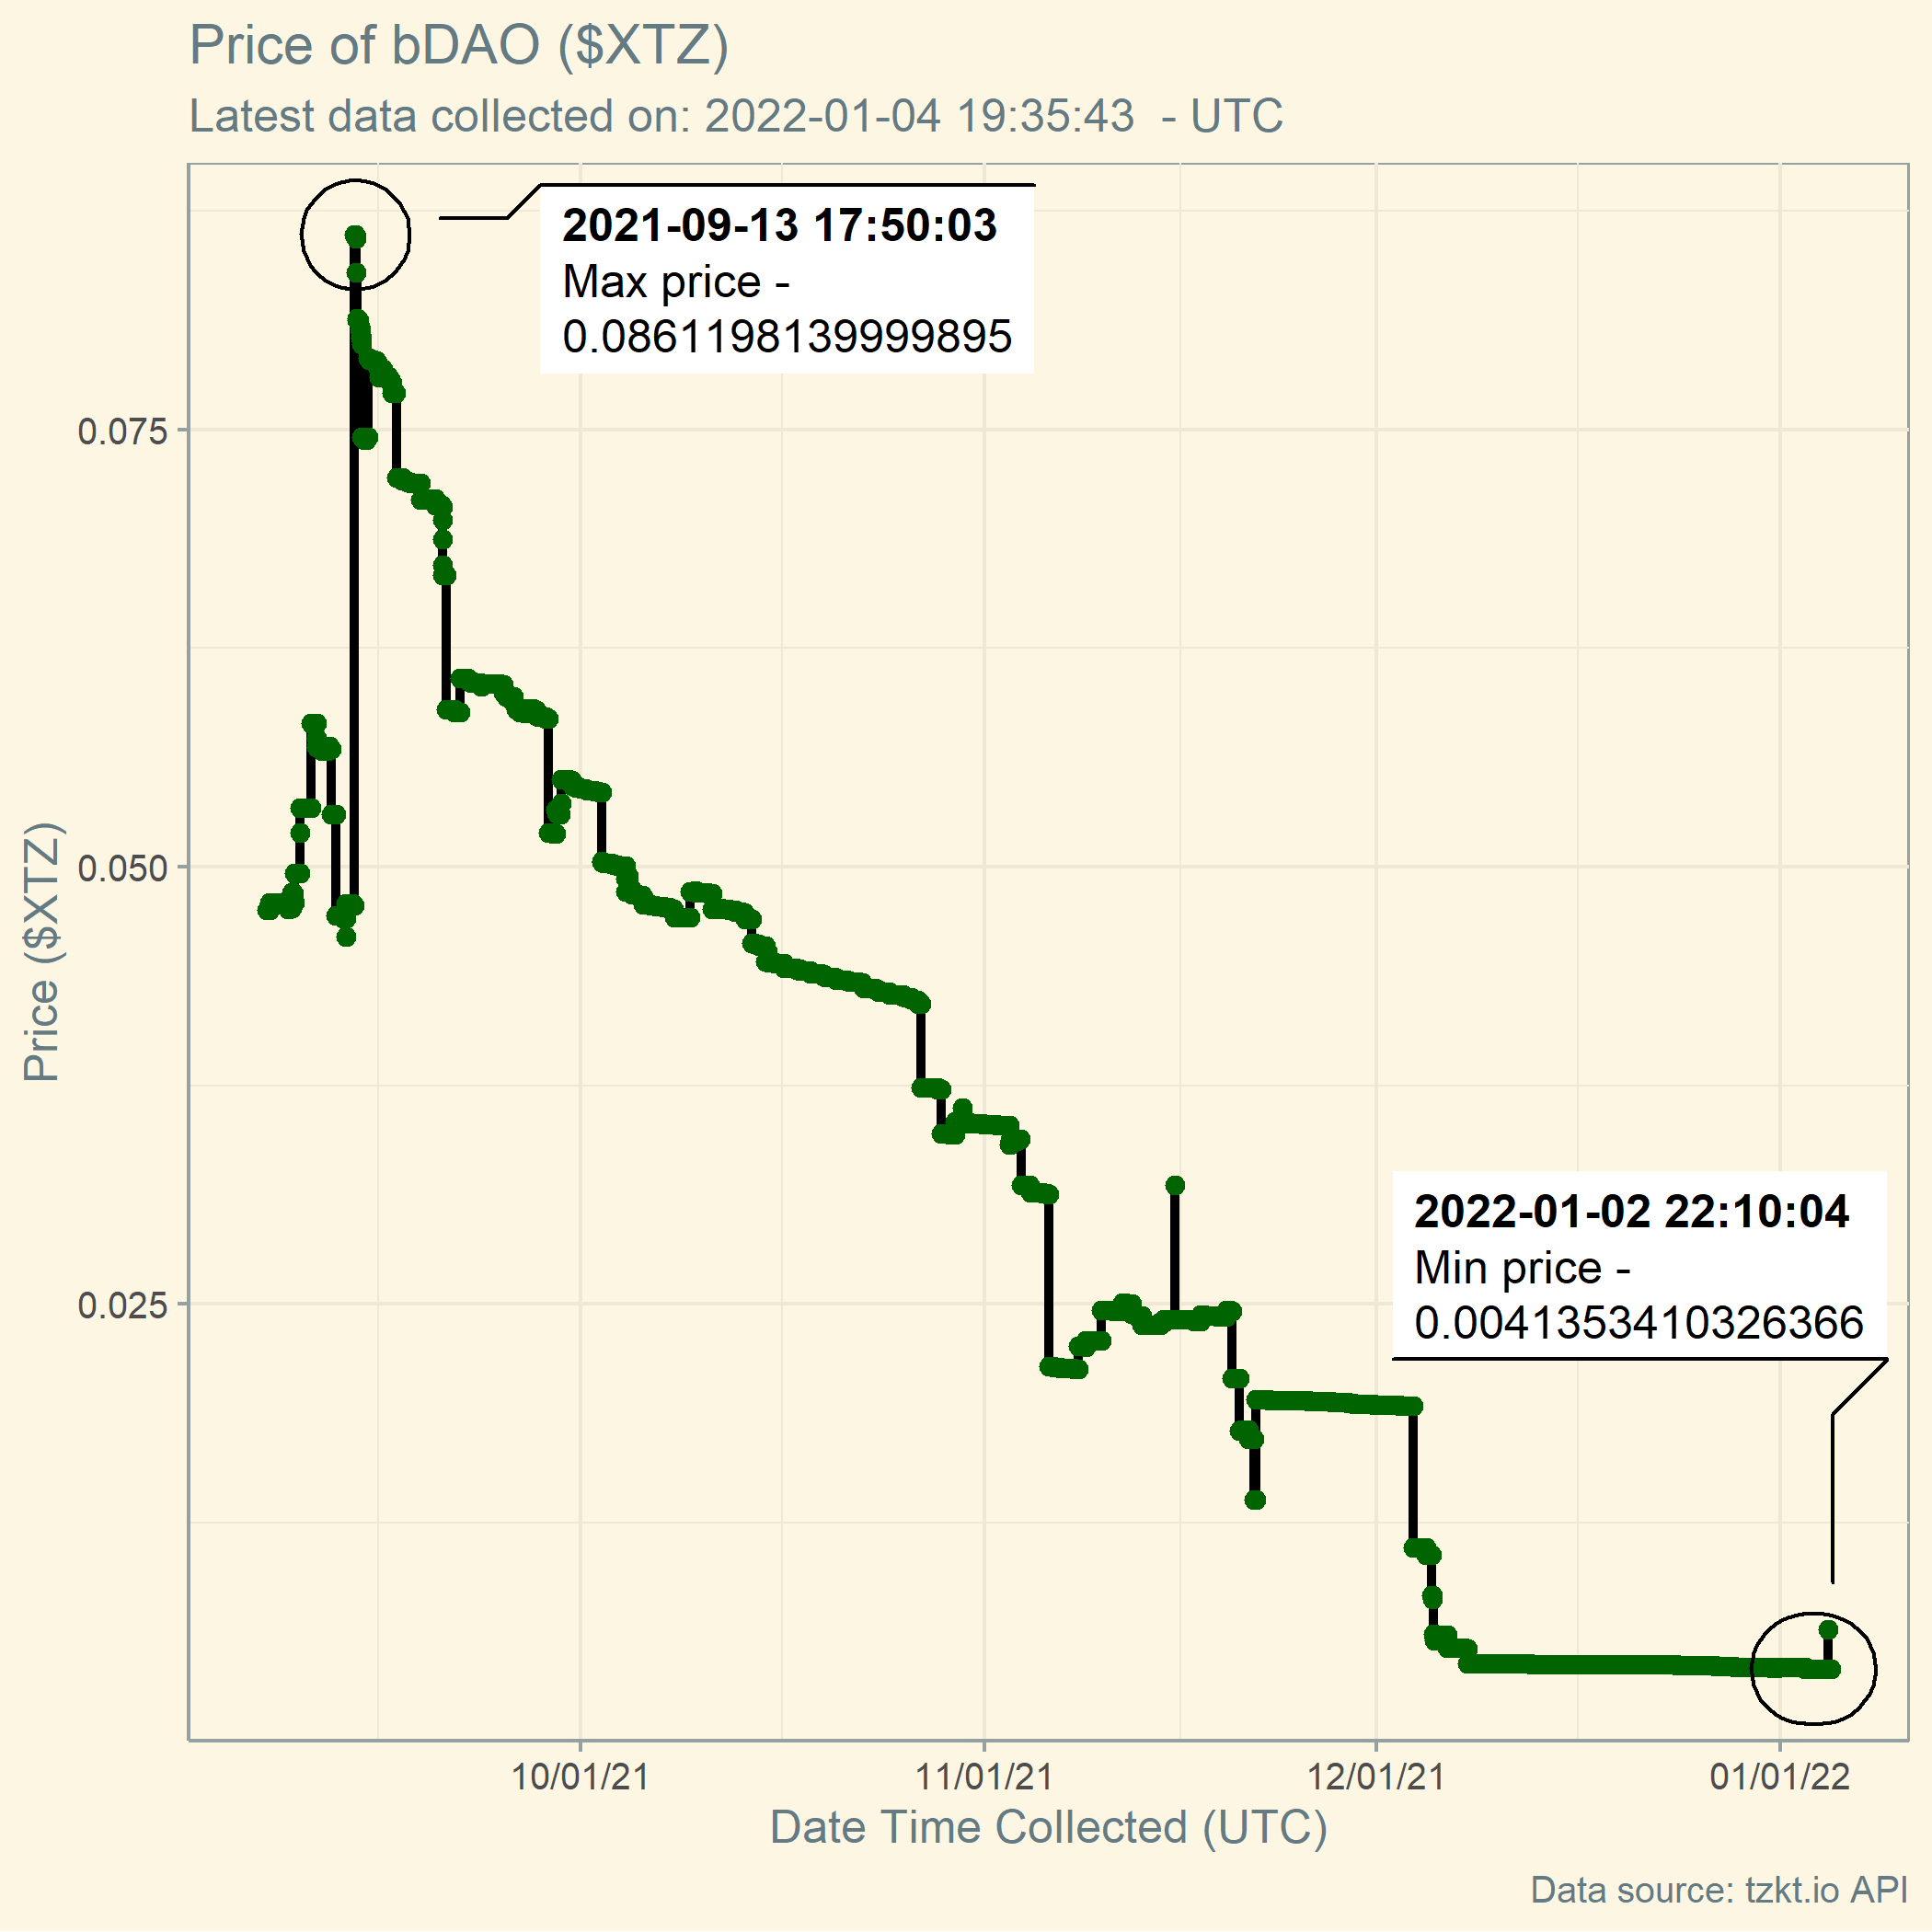 Price of bDAO ($XTZ)
Latest data collected on: 2022-01-04 19:35:43  - UTC
2021-09-13 17:50:03
Max price -
0.0861198139999895
0.075
0.050
0.025
Price ($XTZ)
2022-01-02 22:10:04
Min price -
0.0041353410326366
10/01/21
11/01/21
12/01/21
01/01/22
Date Time Collected (UTC)
Data source: tzkt.io API